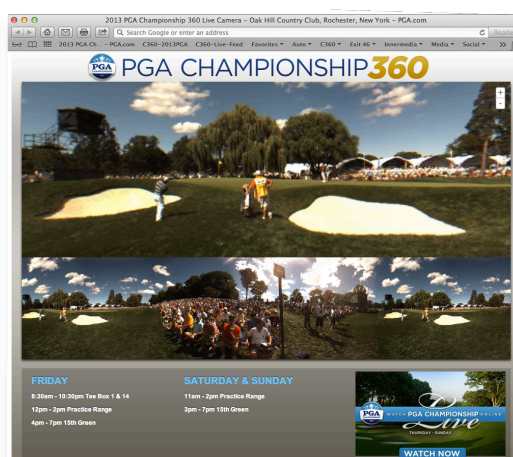 2013 PGA Championship 360 Live Camera – Oak Hill Country Club, Rochester, New York – PGA.com
Search Google or enter an address
Reade
2013 PGA Ch... – PGA.com C360–2013PGA C360–Live–Feed Favorites Auto C360 Exit 46 Innermedia Media Social >>
PGA PGA CHAMPIONSHIP360
+
-
FRIDAY
8:30am - 10:30pm Tee Box 1 & 14
12pm - 2pm Practice Range
4pm - 7pm 15th Green
SATURDAY & SUNDAY
11am - 2pm Practice Range
3pm - 7pm 15th Green
PGA WATCH PGA CHAMPIONSHIP ONLINE
Live
THURSDAY - SUNDAY
WATCH NOW